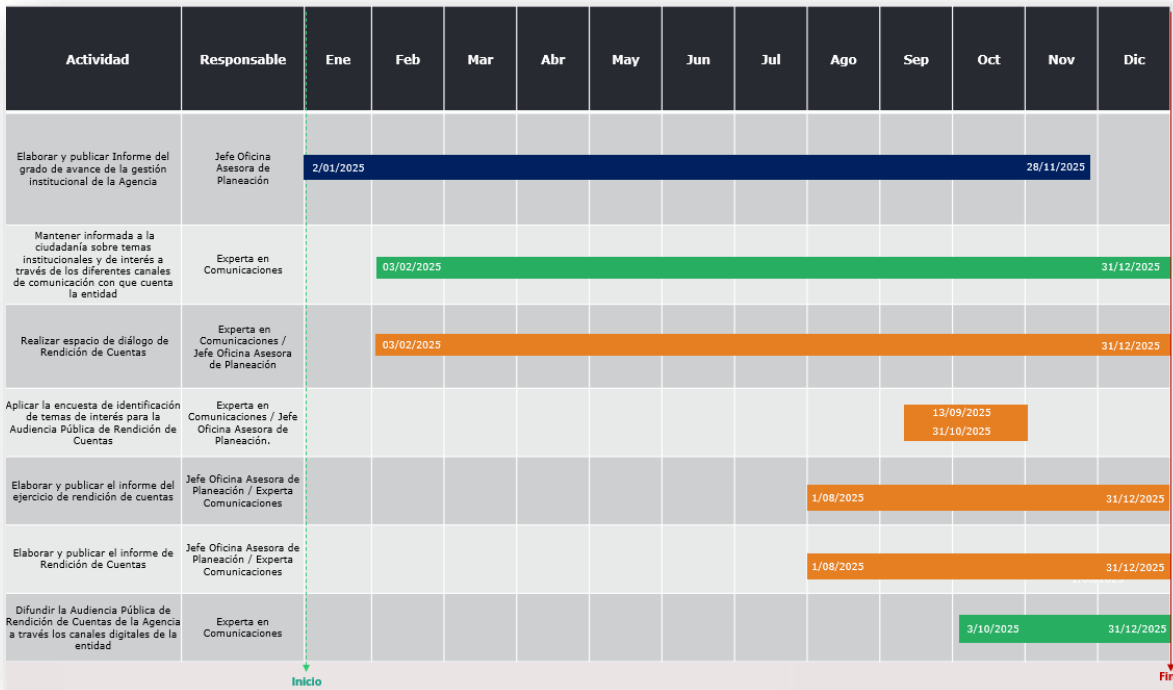 Actividad Responsable Ene Feb Mar Abr May Jun Jul Ago Sep Oct Nov Dic
Elaborar y publicar Informe del
grado de avance de la gestión
institucional de la Agencia
Jefe Oficina
Asesora de
Planeación
2/01/2025
28/11/2025
Mantener informada a la
ciudadanía sobre temas
institucionales y de interés a
través de los diferentes canales
de comunicación con que cuenta
la entidad
Experta en
Comunicaciones
03/02/2025
31/12/2025
Realizar espacio de diálogo de
Rendición de Cuentas
Experta en
Comunicaciones /
Jefe Oficina Asesora
de Planeación
03/02/2025
31/12/2025
Aplicar la encuesta de identificación
de temas de interés para la
Audiencia Pública de Rendición de
Cuentas
Experta en
Comunicaciones / Jefe
Oficina Asesora de
Planeación.
13/09/2025
31/10/2025
Elaborar y publicar el informe del
ejercicio de rendición de cuentas
Jefe Oficina Asesora de
Planeación / Experta
Comunicaciones
1/08/2025
31/12/2025
Elaborar y publicar el informe de
Rendición de Cuentas
Jefe Oficina Asesora de
Planeación / Experta
Comunicaciones
1/08/2025
31/12/2025
Difundir la Audiencia Pública de
Rendición de Cuentas de la Agencia
a través los canales digitales de la
entidad
Experta en
Comunicaciones
3/10/2025
31/12/2025
Inicio
Fin